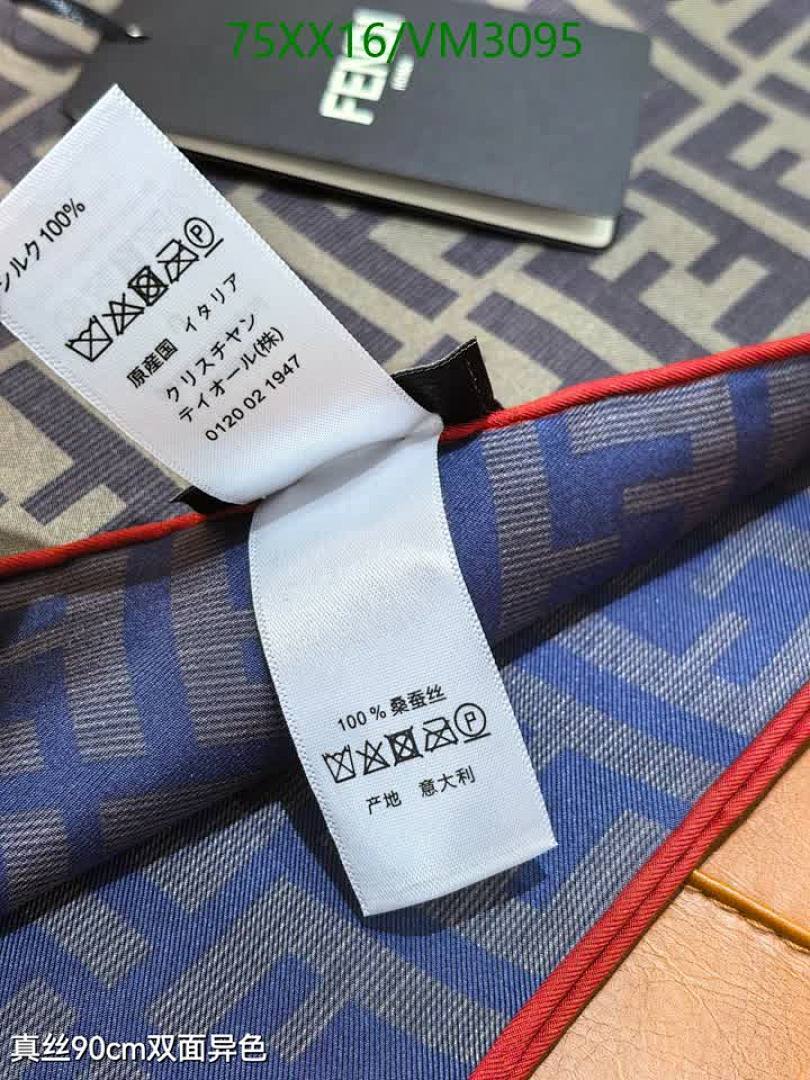 75XX16/VM3095
FENDI
シルク100%
原産国 イタリア
クリスチャン
ディオール(株)
0120 02 1947
100%桑蚕丝
产地 意大利
真丝90cm双面异色